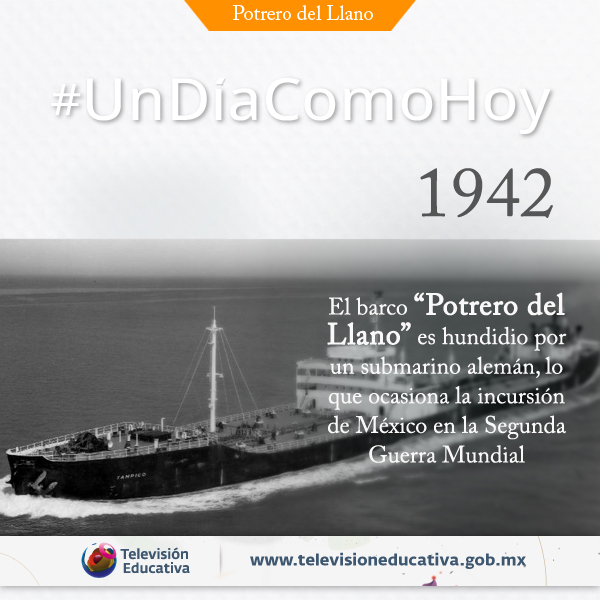 Potrero del Llano
#UnDíaComoHoy
1942
El barco “Potrero del
Llano” es hundidio por
un submarino alemán, lo
que ocasiona la incursión
de México en la Segunda
Guerra Mundial
TAMPICO
Televisión
Educativa
www.televisioneducativa.gob.mx